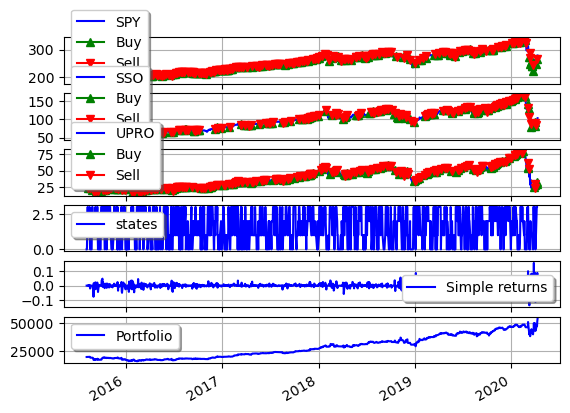 SPY
Buy
Sell
300
200
SSO
Buy
Sell
150
100
50
UPRO
Buy
Sell
75
50
25
2.5
0.0
states
0.1
0.0
−0.1
Simple returns
50000
25000
Portfolio
2016
2017
2018
2019
2020